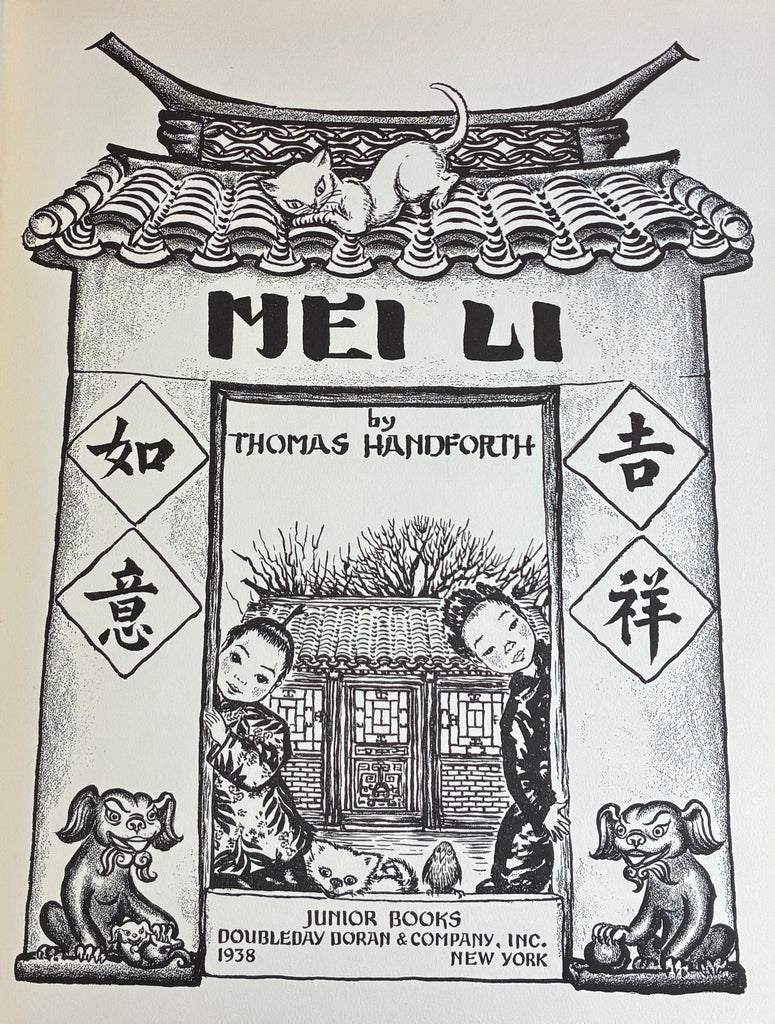 MEI LI
by
THOMAS HANDFORTH
吉祥
如意
JUNIOR BOOKS
DOUBLEDAY DORAN & COMPANY, INC.
1938 NEW YORK